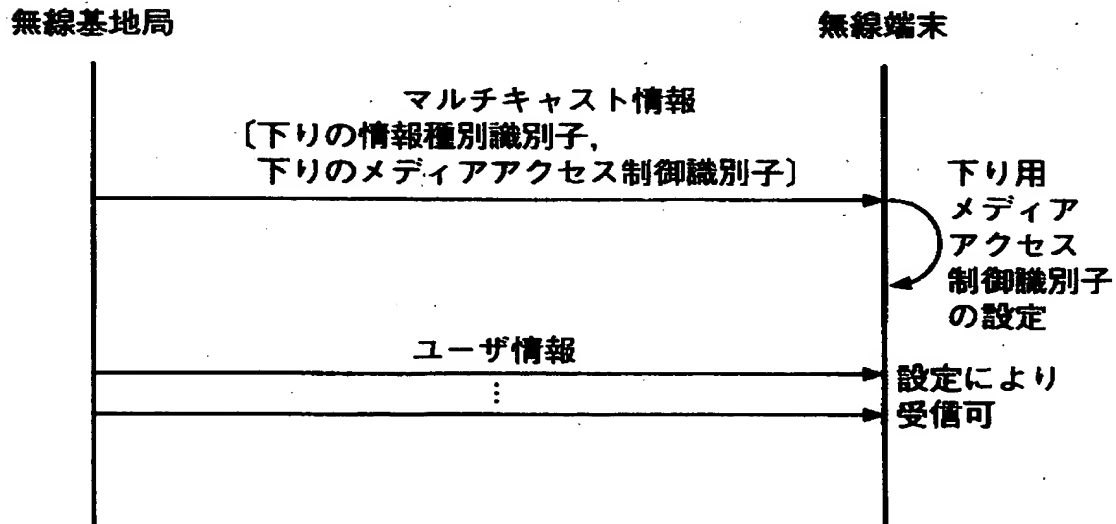 無線基地局
無線端末
マルチキャスト情報
〔下りの情報種別識別子,
下りのメディアアクセス制御識別子〕
下り用
メディア
アクセス
制御識別子
の設定
ユーザ情報
設定により
受信可